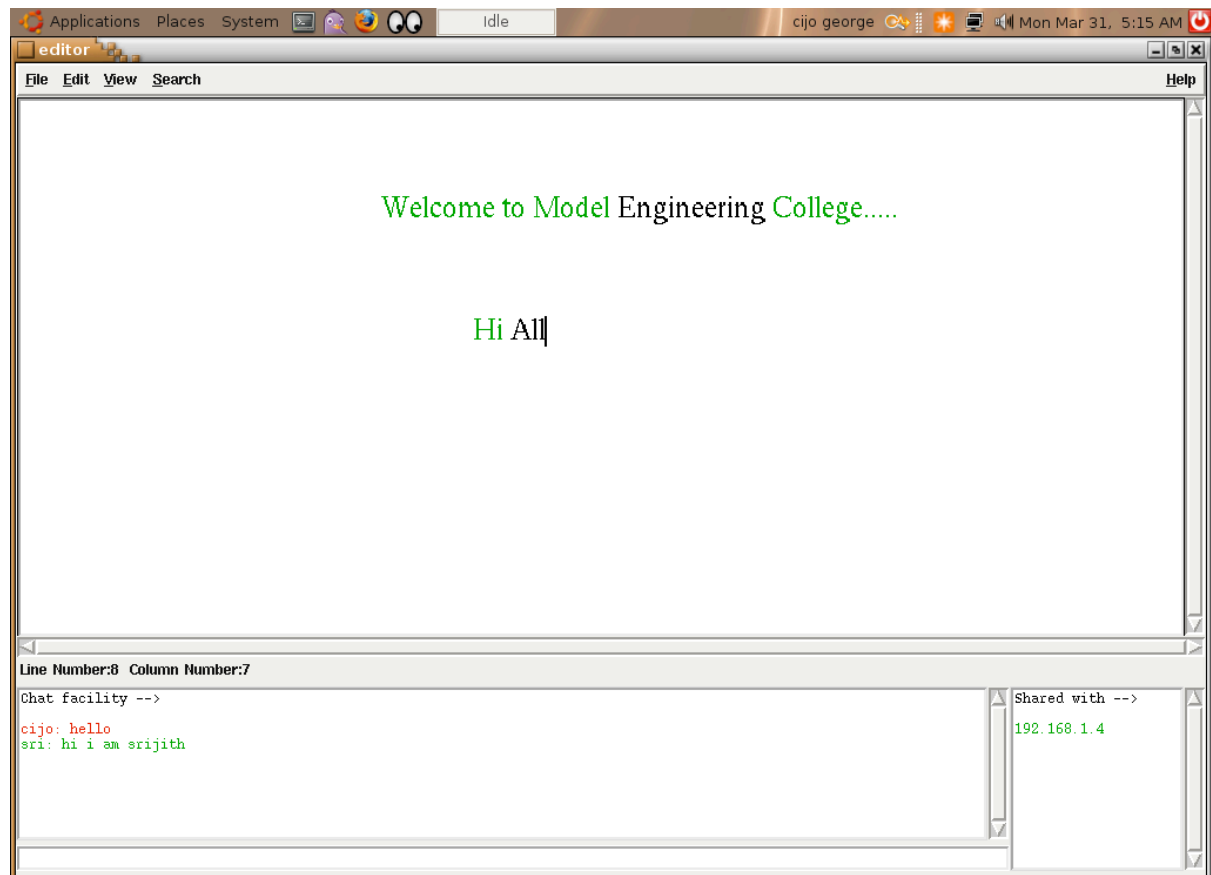 Applications Places System Idle cijo george Mon Mar 31, 5:15 AM
editor
File Edit View Search Help
Welcome to Model Engineering College.....
Hi All
Line Number:8 Column Number:7
Chat facility --> Shared with -->
cijo: hello 192.168.1.4
sri: hi i am srijith